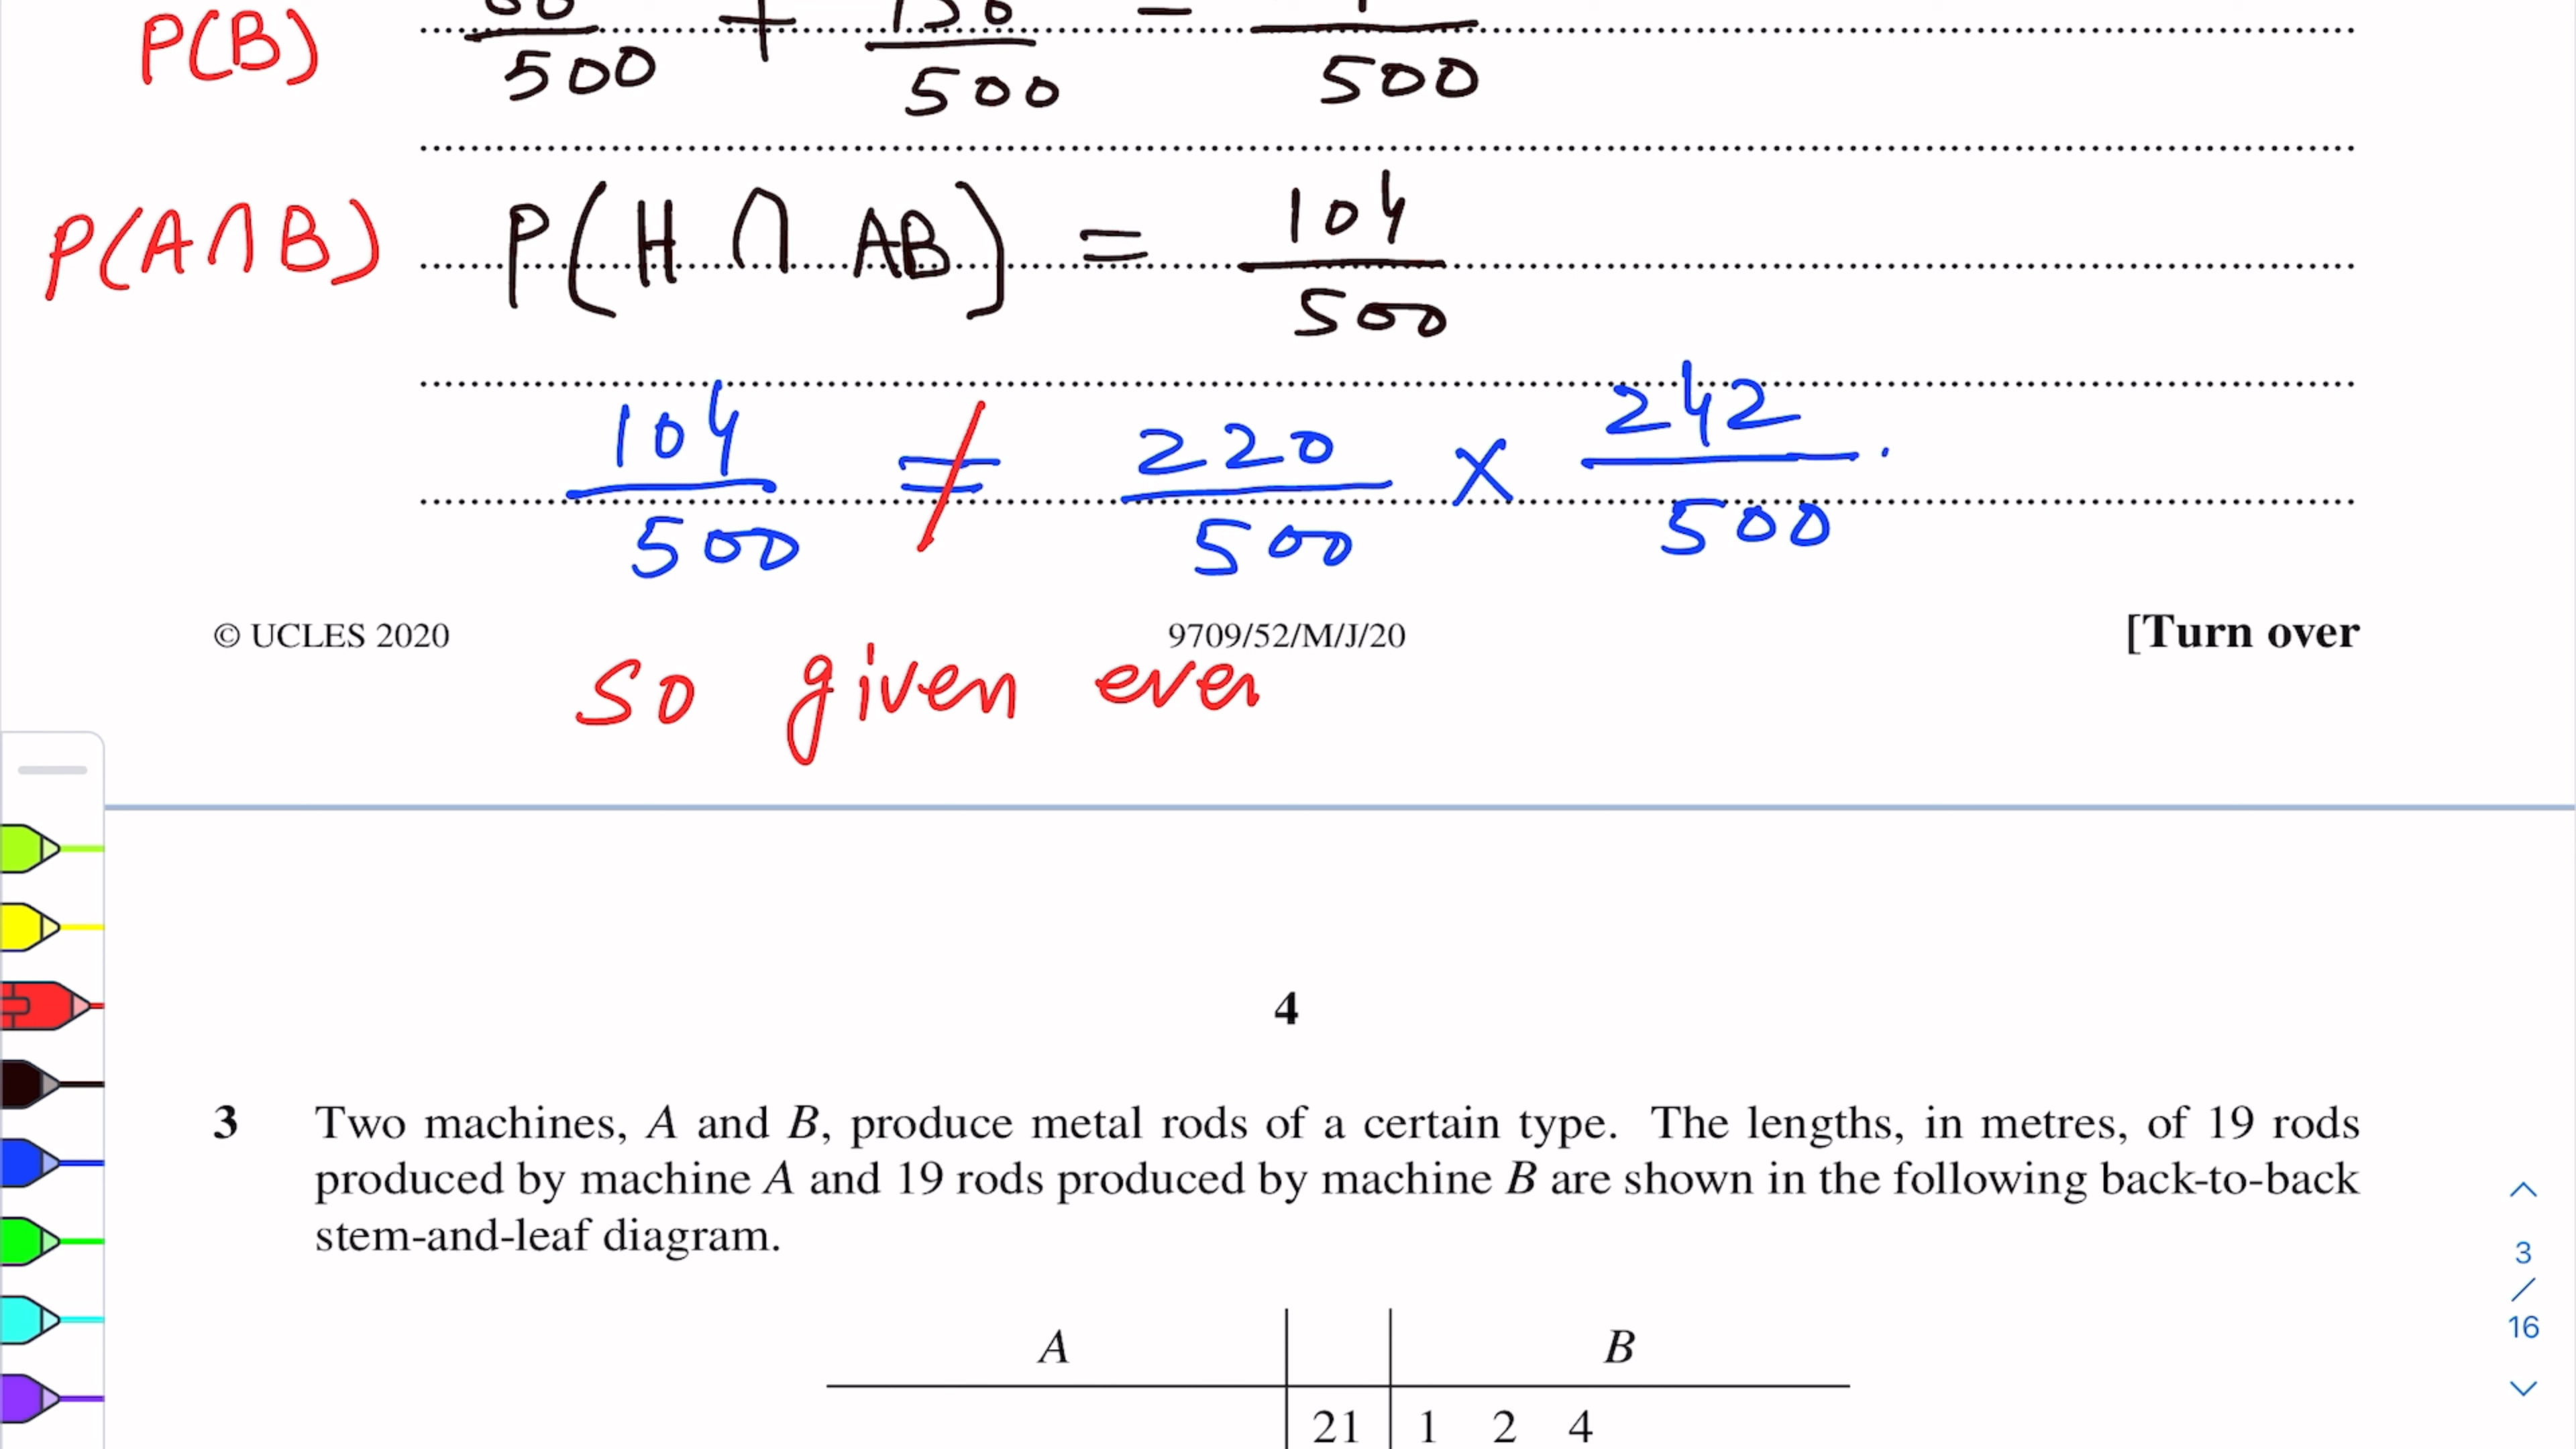 P(B) /500 + /500 = /500
P(A∩B) P(H ∩ AB) = 104/500
104/500 ≠ 220/500 × 242/500 .
© UCLES 2020 9709/52/M/J/20 [Turn over
so given even
4
3 Two machines, A and B, produce metal rods of a certain type. The lengths, in metres, of 19 rods
produced by machine A and 19 rods produced by machine B are shown in the following back-to-back
stem-and-leaf diagram.
A B
21 1 2 4
3
/
16